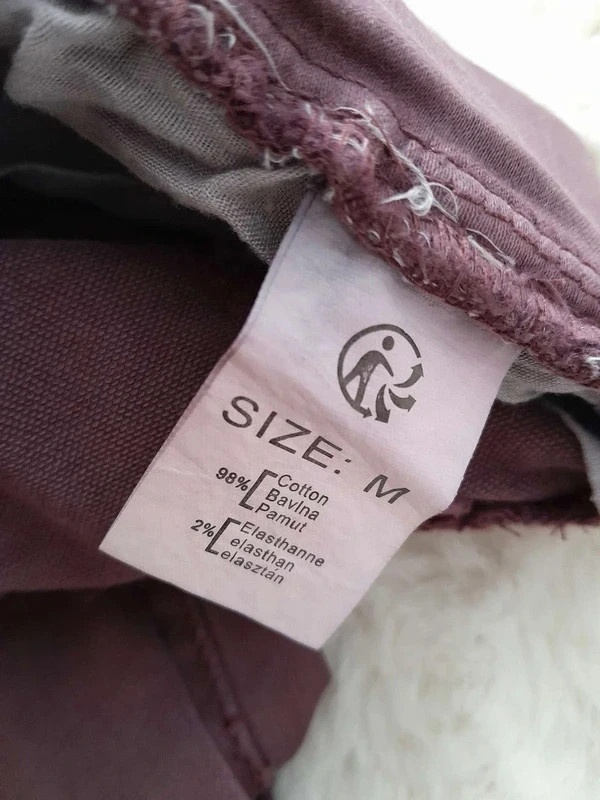 SIZE: M
98% Cotton
Bavlna
Pamut
2% Elasthanne
elasthan
elasztán